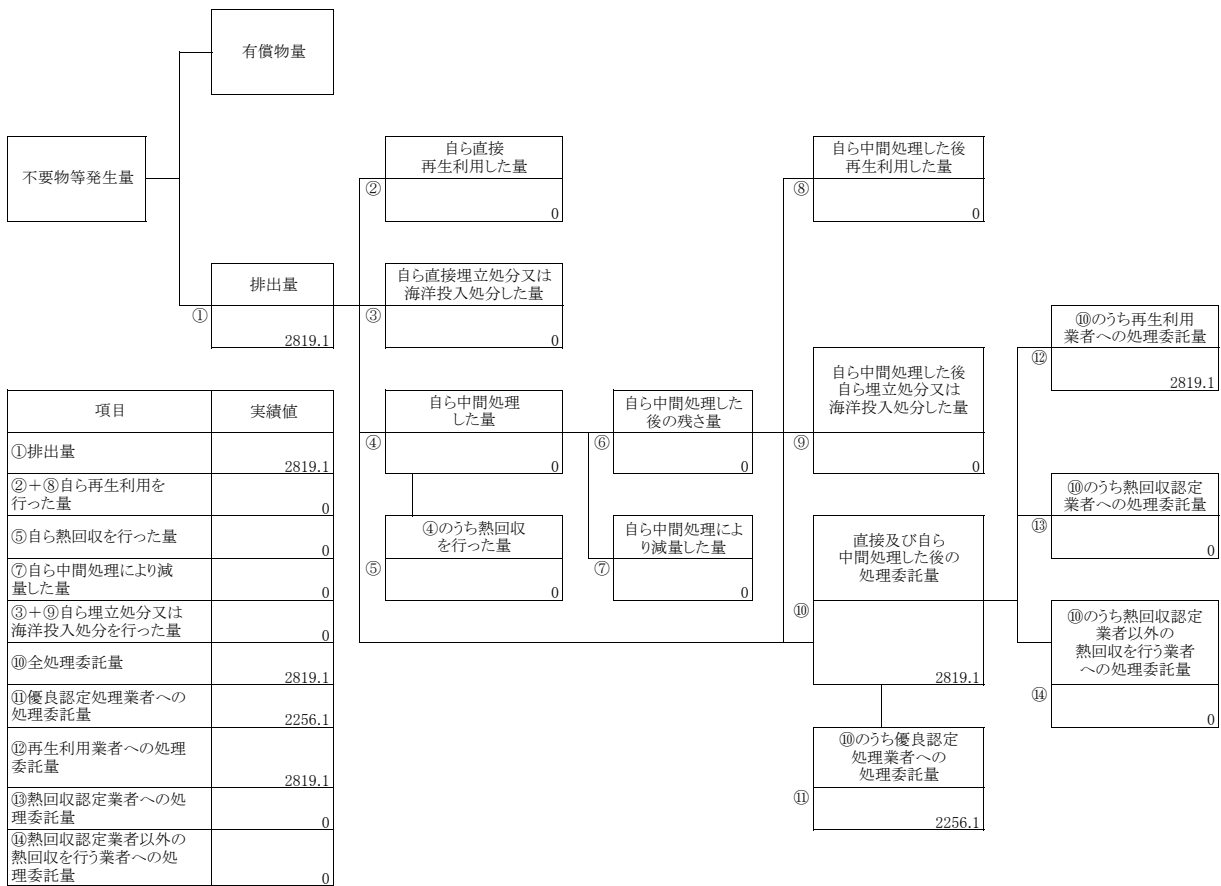 有償物量
不要物等発生量
自ら直接
再生利用した量
②
0
自ら中間処理した後
再生利用した量
⑧
0
排出量
①
2819.1
自ら直接埋立処分又は
海洋投入処分した量
③
0
⑩のうち再生利用
業者への処理委託量
⑫
2819.1
自ら中間処理
した量
④
0
自ら中間処理した
後の残さ量
⑥
0
自ら中間処理した後
自ら埋立処分又は
海洋投入処分した量
⑨
0
⑩のうち熱回収認定
業者への処理委託量
⑬
0
④のうち熱回収
を行った量
⑤
0
自ら中間処理によ
り減量した量
⑦
0
直接及び自ら
中間処理した後の
処理委託量
⑩
2819.1
⑩のうち熱回収認定
業者以外の
熱回収を行う業者
への処理委託量
⑭
0
⑩のうち優良認定
処理業者への
処理委託量
⑪
2256.1
項目 実績値
①排出量
2819.1
②+⑧自ら再生利用を
行った量
0
⑤自ら熱回収を行った量
0
⑦自ら中間処理により減
量した量
0
③+⑨自ら埋立処分又は
海洋投入処分を行った量
0
⑩全処理委託量
2819.1
⑪優良認定処理業者への
処理委託量
2256.1
⑫再生利用業者への処理
委託量
2819.1
⑬熱回収認定業者への処
理委託量
0
⑭熱回収認定業者以外の
熱回収を行う業者への処
理委託量
0